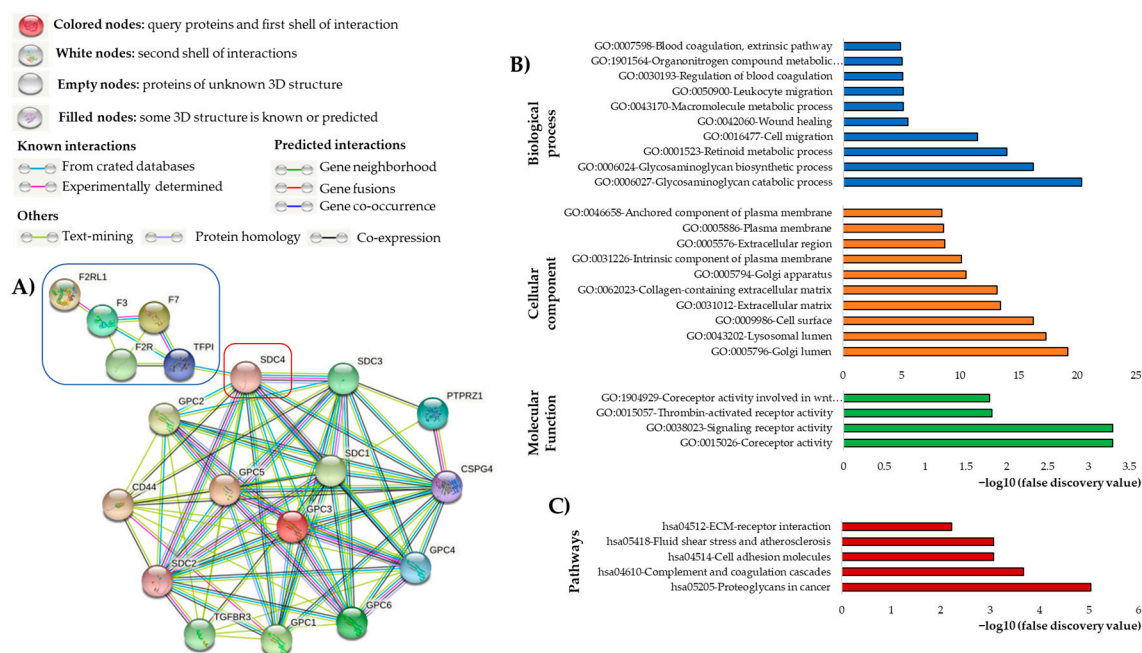 Colored nodes: query proteins and first shell of interaction
White nodes: second shell of interactions
Empty nodes: proteins of unknown 3D structure
Filled nodes: some 3D structure is known or predicted
Known interactions
From crated databases
Experimentally determined
Predicted interactions
Gene neighborhood
Gene fusions
Gene co-occurrence
Others
Text-mining
Protein homology
Co-expression
A)
F2RL1
F3
F7
F2R
TFPI
SDC4
SDC3
PTPRZ1
GPC2
SDC1
CSPG4
GPC5
CD44
GPC3
GPC4
SDC2
GPC6
TGFBR3
GPC1
B)
Biological
process
GO:0007598-Blood coagulation, extrinsic pathway
GO:1901564-Organonitrogen compound metabolic…
GO:0030193-Regulation of blood coagulation
GO:0050900-Leukocyte migration
GO:0043170-Macromolecule metabolic process
GO:0042060-Wound healing
GO:0016477-Cell migration
GO:0001523-Retinoid metabolic process
GO:0006024-Glycosaminoglycan biosynthetic process
GO:0006027-Glycosaminoglycan catabolic process
Cellular
component
GO:0046658-Anchored component of plasma membrane
GO:0005886-Plasma membrane
GO:0005576-Extracellular region
GO:0031226-Intrinsic component of plasma membrane
GO:0005794-Golgi apparatus
GO:0062023-Collagen-containing extracellular matrix
GO:0031012-Extracellular matrix
GO:0009986-Cell surface
GO:0043202-Lysosomal lumen
GO:0005796-Golgi lumen
0 5 10 15 20 25
Molecular
Function
GO:1904929-Coreceptor activity involved in wnt…
GO:0015057-Thrombin-activated receptor activity
GO:0038023-Signaling receptor activity
GO:0015026-Coreceptor activity
0 0.5 1 1.5 2 2.5 3 3.5
−log10 (false discovery value)
C)
Pathways
hsa04512-ECM-receptor interaction
hsa05418-Fluid shear stress and atherosclerosis
hsa04514-Cell adhesion molecules
hsa04610-Complement and coagulation cascades
hsa05205-Proteoglycans in cancer
0 1 2 3 4 5 6
−log10 (false discovery value)